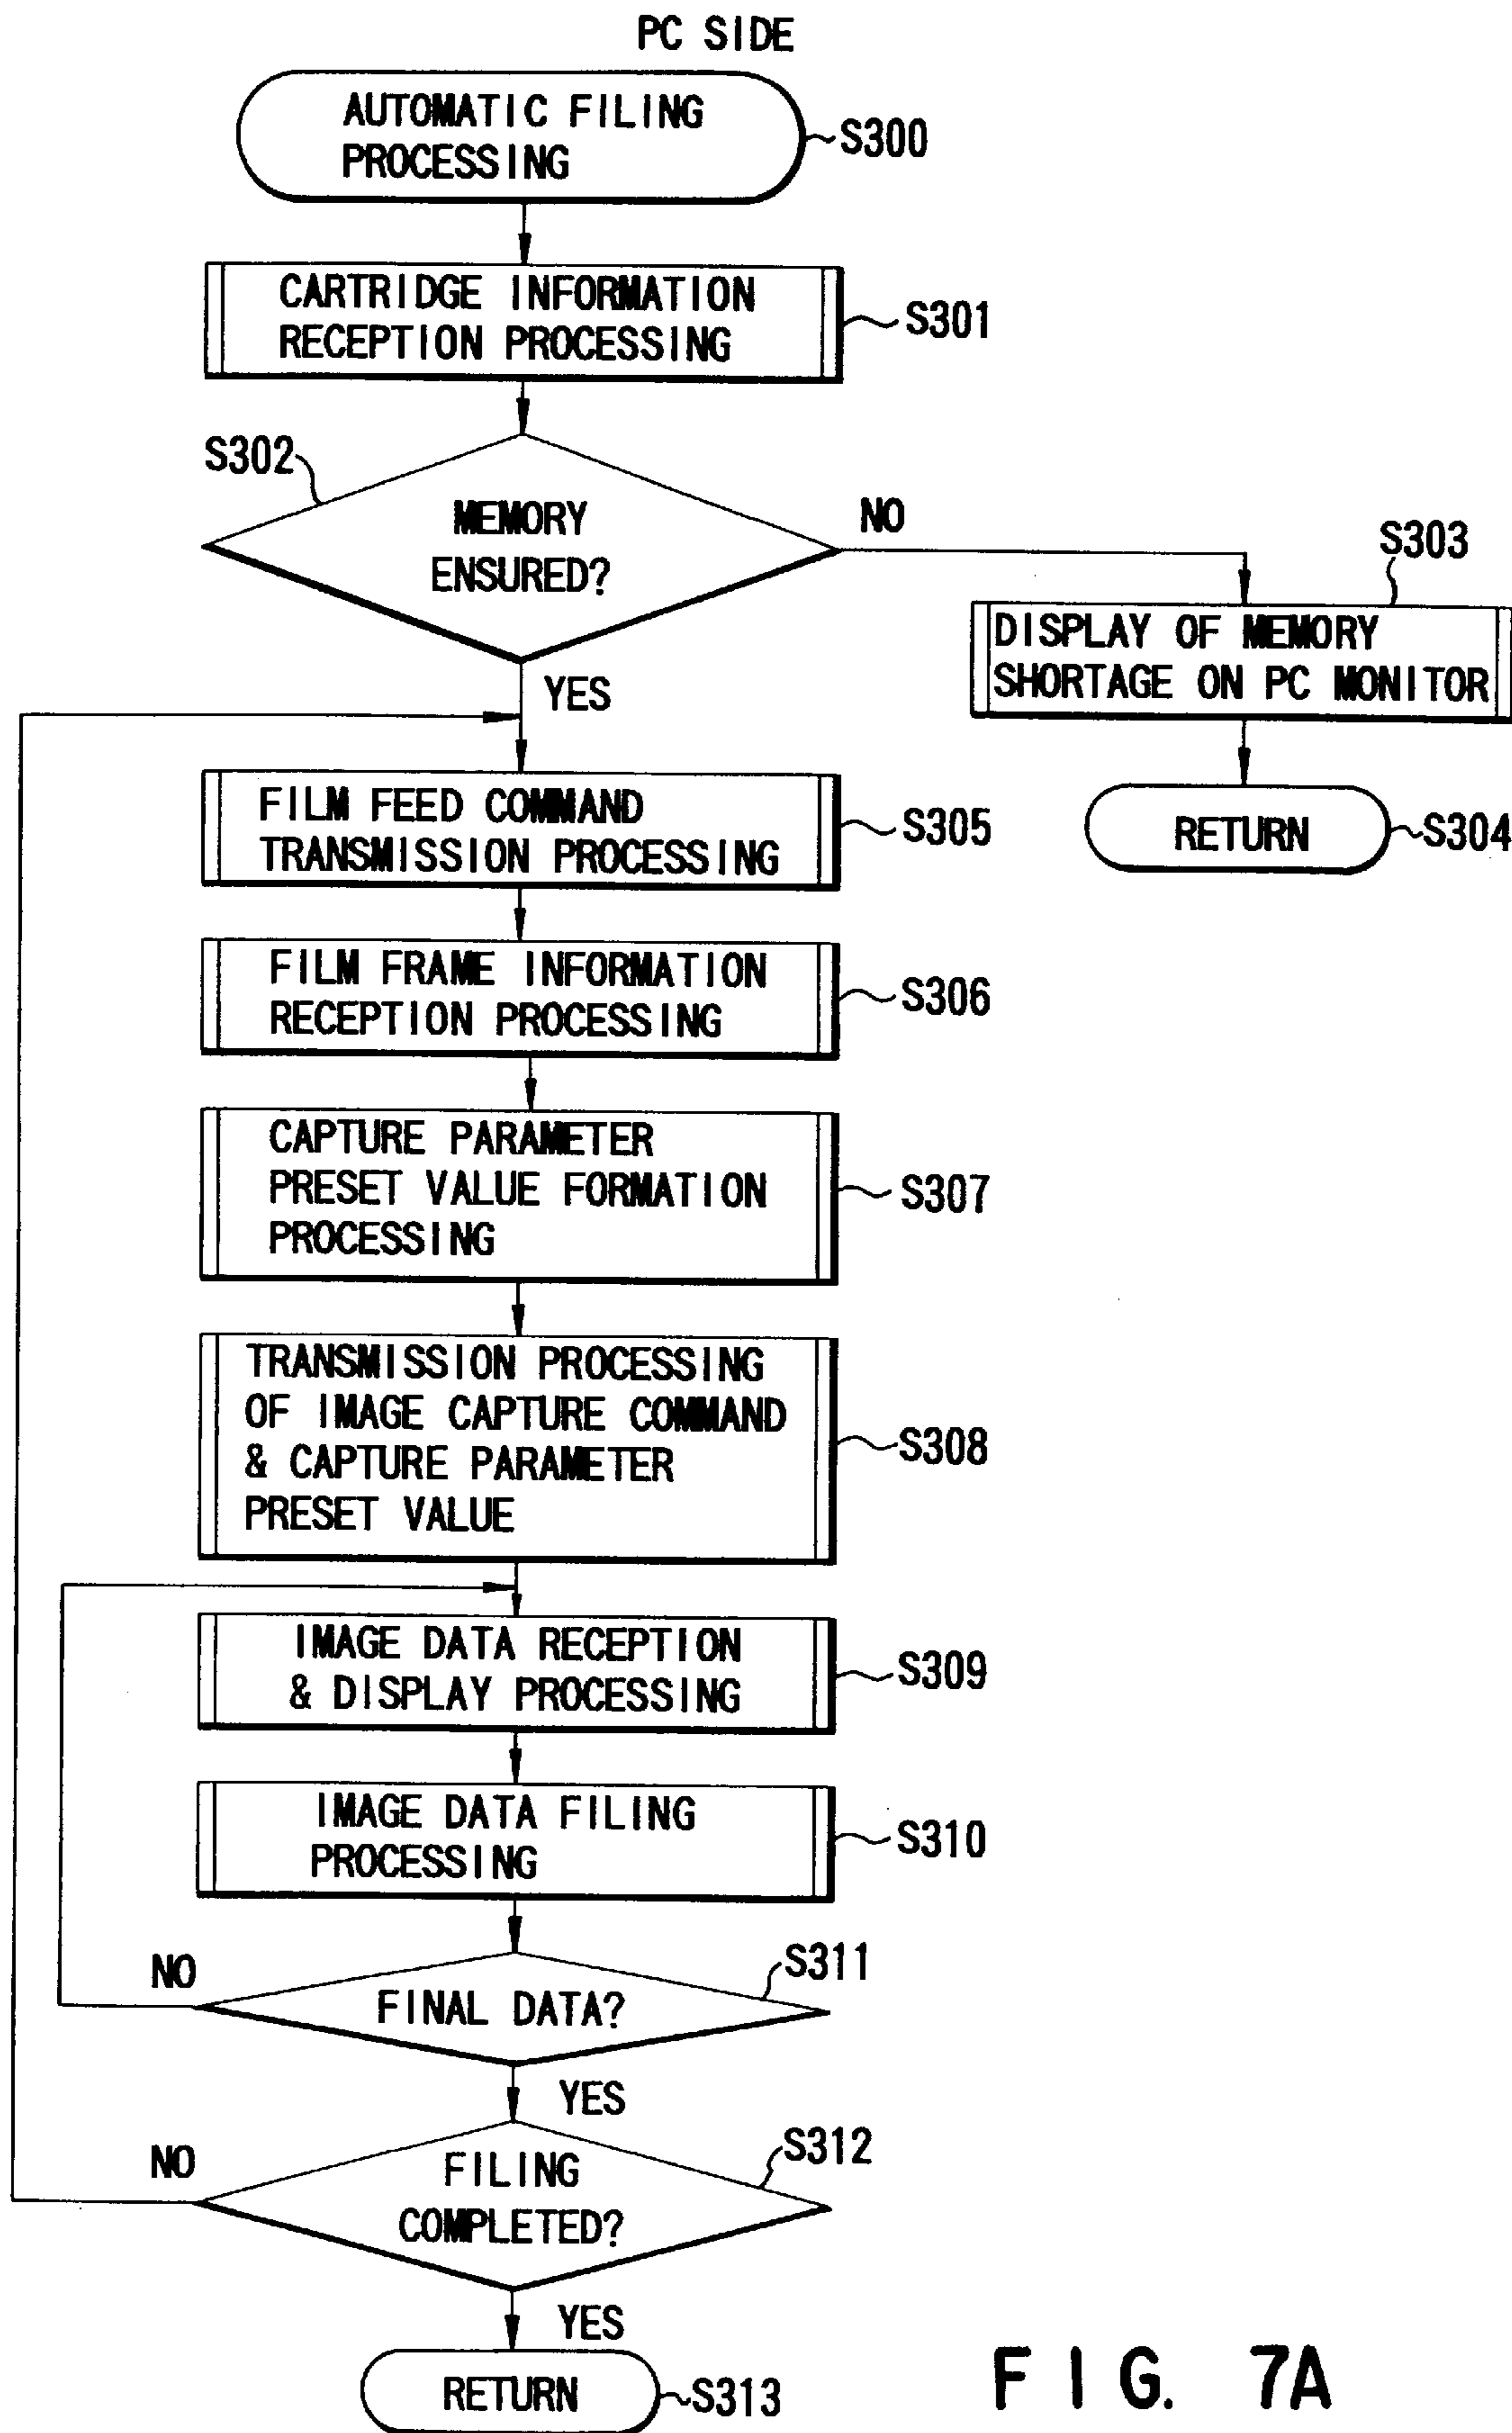 PC SIDE
AUTOMATIC FILING
PROCESSING
S300
CARTRIDGE INFORMATION
RECEPTION PROCESSING
S301
S302
MEMORY
ENSURED?
NO
YES
S303
DISPLAY OF MEMORY
SHORTAGE ON PC MONITOR
RETURN
S304
FILM FEED COMMAND
TRANSMISSION PROCESSING
S305
FILM FRAME INFORMATION
RECEPTION PROCESSING
S306
CAPTURE PARAMETER
PRESET VALUE FORMATION
PROCESSING
S307
TRANSMISSION PROCESSING
OF IMAGE CAPTURE COMMAND
& CAPTURE PARAMETER
PRESET VALUE
S308
IMAGE DATA RECEPTION
& DISPLAY PROCESSING
S309
IMAGE DATA FILING
PROCESSING
S310
NO
FINAL DATA?
S311
YES
NO
FILING
COMPLETED?
S312
YES
RETURN
S313
FIG. 7A